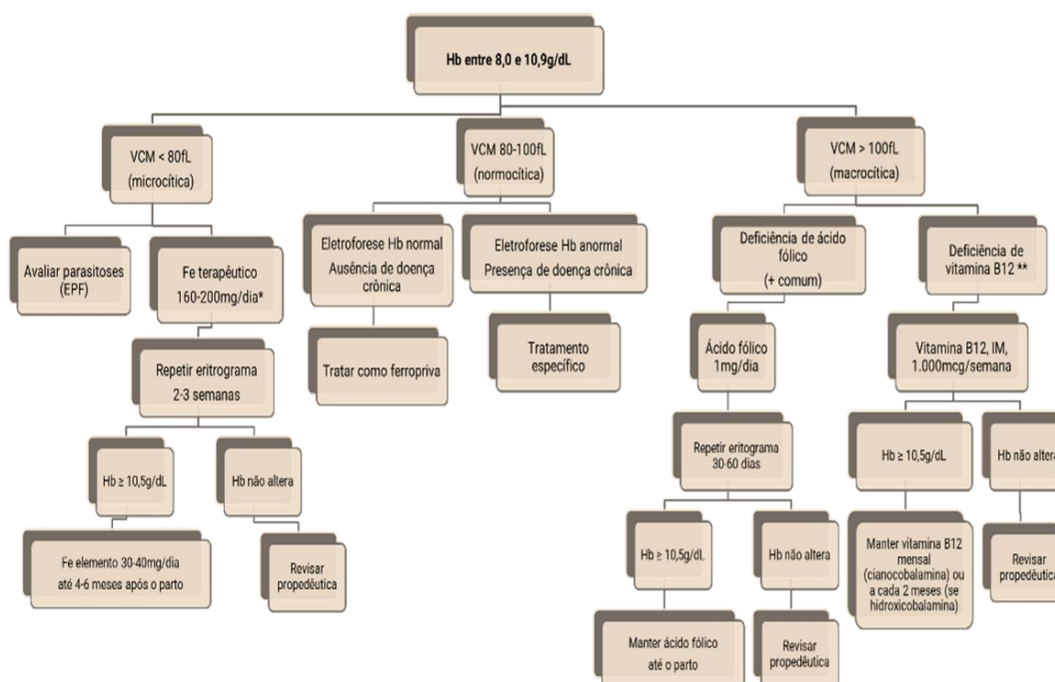 Hb entre 8,0 e 10,9g/dL
VCM < 80fL
(microcítica)
VCM 80-100fL
(normocítica)
VCM > 100fL
(macrocítica)
Avaliar parasitoses
(EPF)
Fe terapêutico
160-200mg/dia*
Eletroforese Hb normal
Ausência de doença
crônica
Eletroforese Hb anormal
Presença de doença crônica
Deficiência de ácido
fólico
(+ comum)
Deficiência de
vitamina B12 **
Repetir eritrograma
2-3 semanas
Tratar como ferropriva
Tratamento
específico
Ácido fólico
1mg/dia
Vitamina B12, IM,
1.000mcg/semana
Hb ≥ 10,5g/dL
Hb não altera
Repetir eritograma
30-60 dias
Hb ≥ 10,5g/dL
Hb não altera
Fe elemento 30-40mg/dia
até 4-6 meses após o parto
Revisar
propedêutica
Hb ≥ 10,5g/dL
Hb não altera
Manter vitamina B12
mensal
(cianocobalamina) ou
a cada 2 meses (se
hidroxicobalamina)
Revisar
propedêutica
Manter ácido fólico
até o parto
Revisar
propedêutica